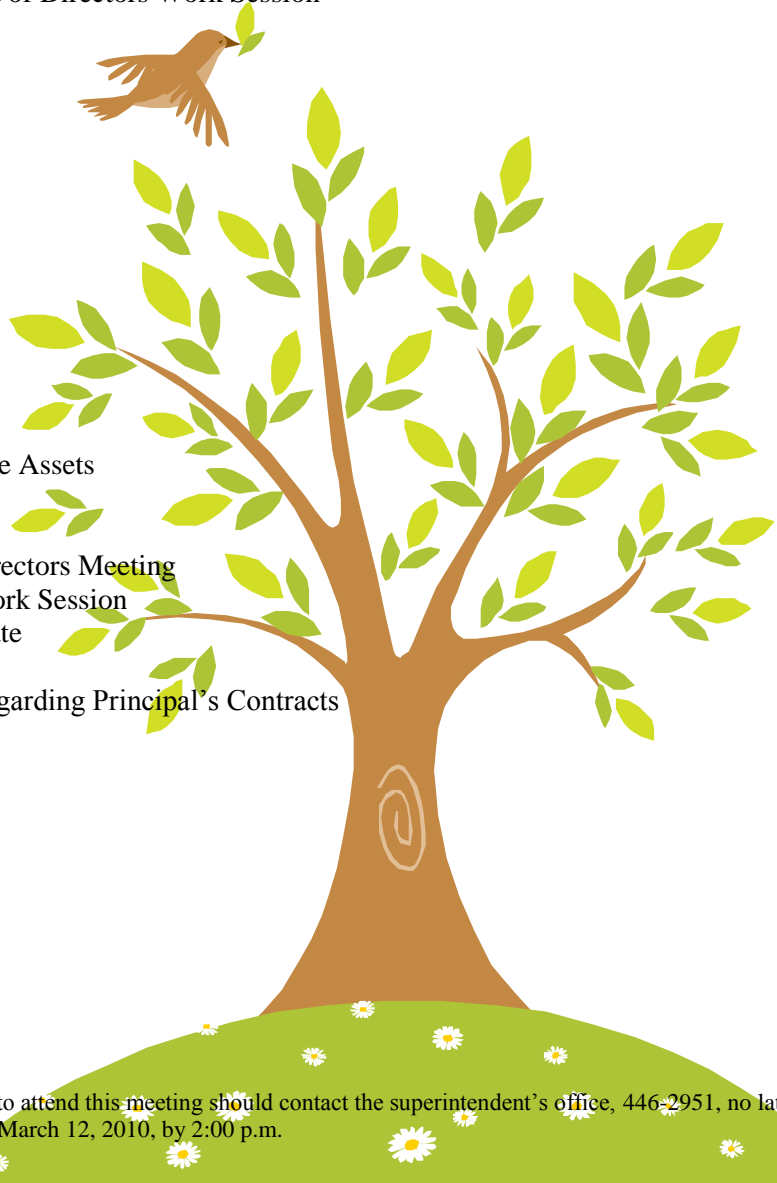 of Directors Work Session
e Assets
rectors Meeting
ork Session
te
garding Principal's Contracts
to attend this meeting should contact the superintendent's office, 446-2951, no lat
March 12, 2010, by 2:00 p.m.